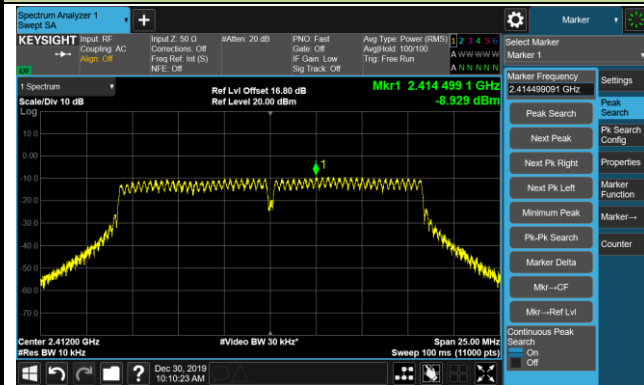 Spectrum Analyzer 1
Swept SA
+
Marker
KEYSIGHT
Input: RF
Coupling: AC
Align: Off
Input Z: 50 Ω
Corrections: Off
Freq Ref: Int (S)
NFE: Off
#Atten: 20 dB
PNO: Fast
Gate: Off
IF Gain: Low
Sig Track: Off
Avg Type: Power (RMS)
Avg|Hold: 100/100
Trig: Free Run
1 2 3 4 5 6
A W W W W W
A N N N N N
LXI
Select Marker
Marker 1
1 Spectrum
Scale/Div 10 dB
Log
Ref Lvl Offset 16.80 dB
Ref Level 20.00 dBm
Mkr1 2.414 499 1 GHz
-8.929 dBm
10.0
0.00
-10.0
-20.0
-30.0
-40.0
-50.0
-60.0
-70.0
1
Center 2.41200 GHz
#Res BW 10 kHz
#Video BW 30 kHz*
Span 25.00 MHz
Sweep 100 ms (11000 pts)
Marker Frequency
2.414499091 GHz
Peak Search
Next Peak
Next Pk Right
Next Pk Left
Minimum Peak
Pk-Pk Search
Marker Delta
Mkr→CF
Mkr→Ref Lvl
Continuous Peak
Search
On
Off
Settings
Peak
Search
Pk Search
Config
Properties
Marker
Function
Marker→
Counter
?
Dec 30, 2019
10:10:23 AM